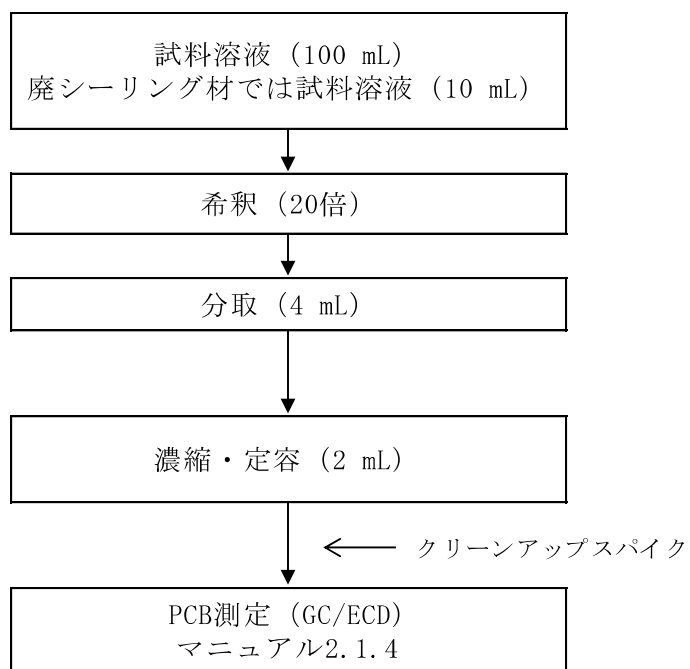 試料溶液 (100 mL)
廃シーリング材では試料溶液 (10 mL)
希釈 (20倍)
分取 (4 mL)
濃縮・定容 (2 mL)
クリーンアップスパイク
PCB測定 (GC/ECD)
マニュアル2.1.4